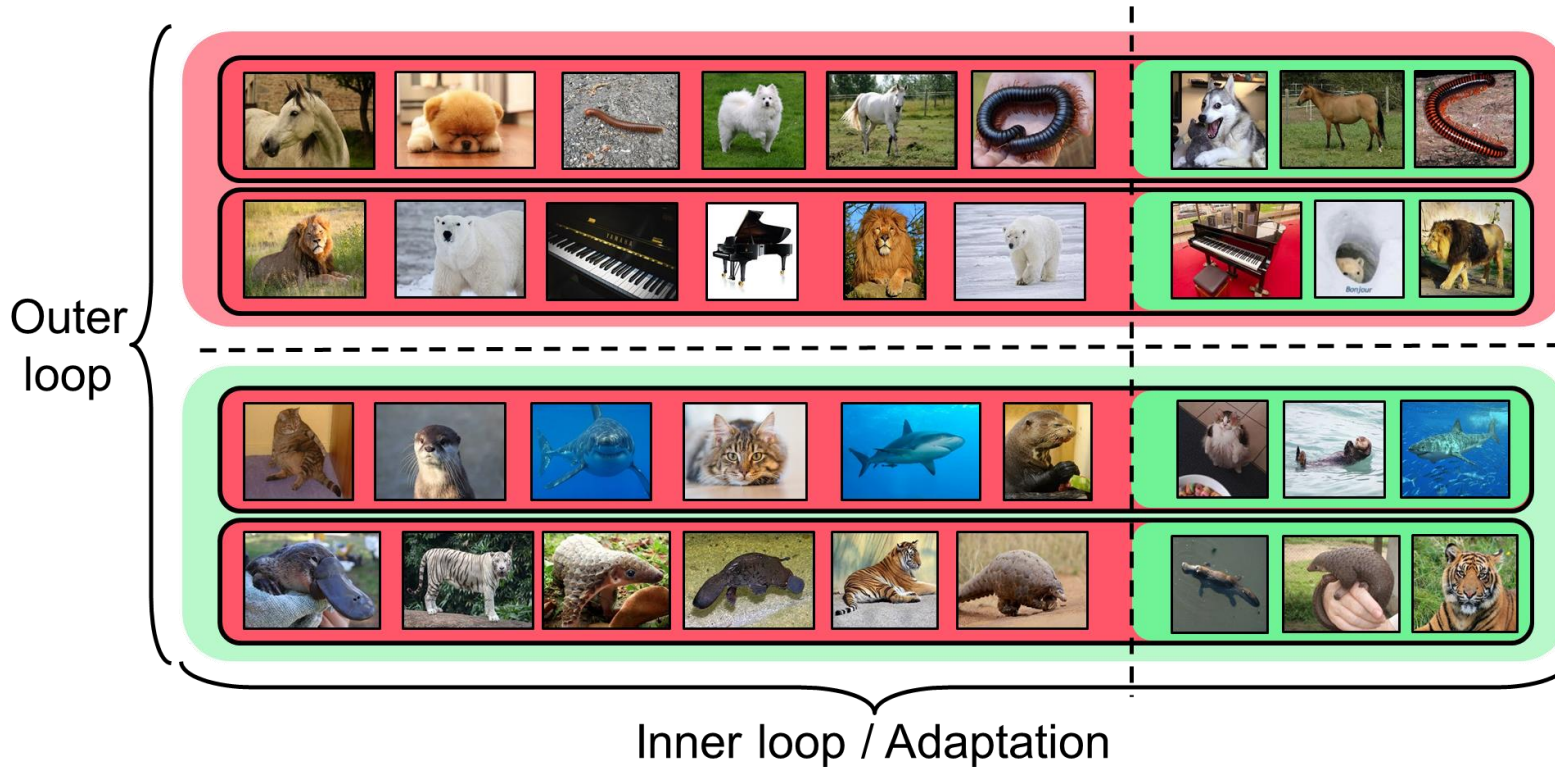 YAMAHA
Bonjour
Outer
loop
Inner loop / Adaptation